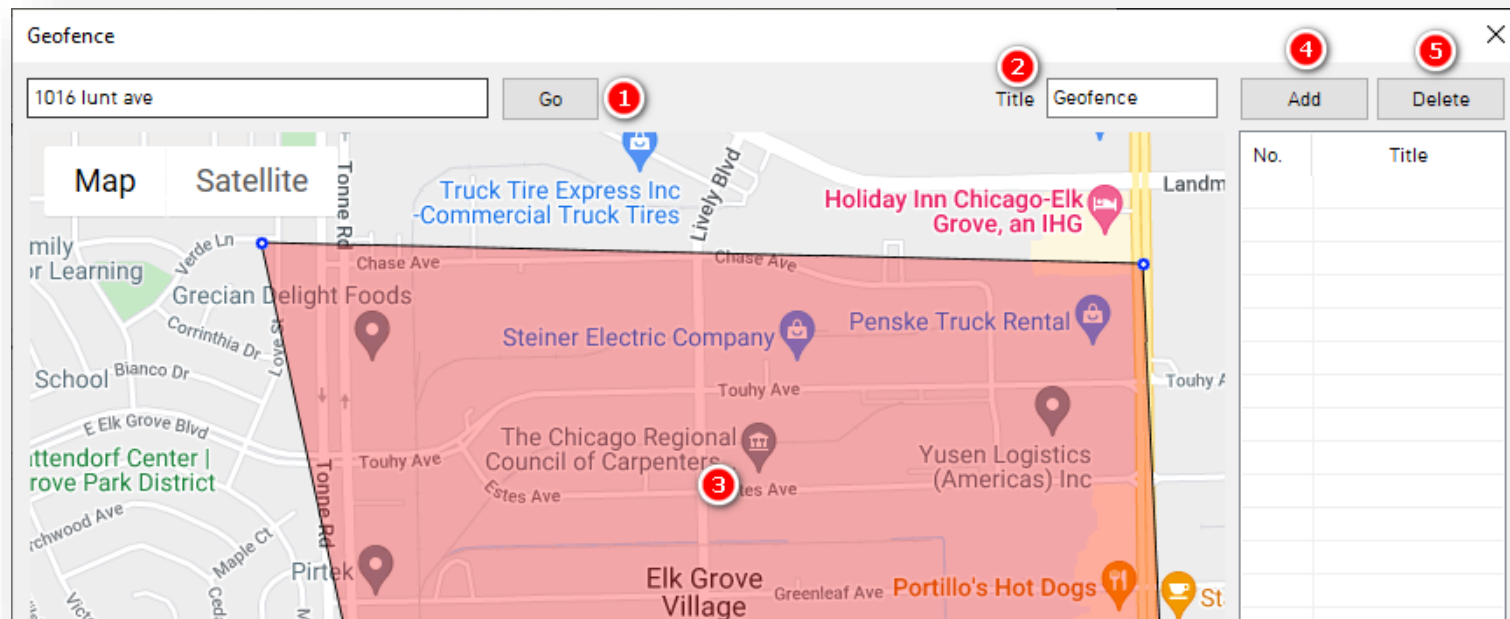 Geofence
1016 lunt ave
Go
1
2
Title
Geofence
4
Add
5
Delete
No.
Title
Map
Satellite
Tonne Rd
Truck Tire Express Inc
-Commercial Truck Tires
Lively Blvd
Holiday Inn Chicago-Elk
Grove, an IHG
Landm
mily
or Learning
Verde Ln
Chase Ave
Chase Ave
Grecian Delight Foods
Corrinthia Dr
Love St
Steiner Electric Company
Penske Truck Rental
School
Bianco Dr
Touhy Ave
Touhy A
E Elk Grove Blvd
ittendorf Center |
rove Park District
Touhy Ave
The Chicago Regional
Council of Carpenters
3
Yusen Logistics
(Americas) Inc
Estes Ave
tes Ave
Tonne Rd
rchwood Ave
Maple Ct
Pirtek
Elk Grove
Village
Greenleaf Ave
Portillo's Hot Dogs
St
Victo
Ceda
M